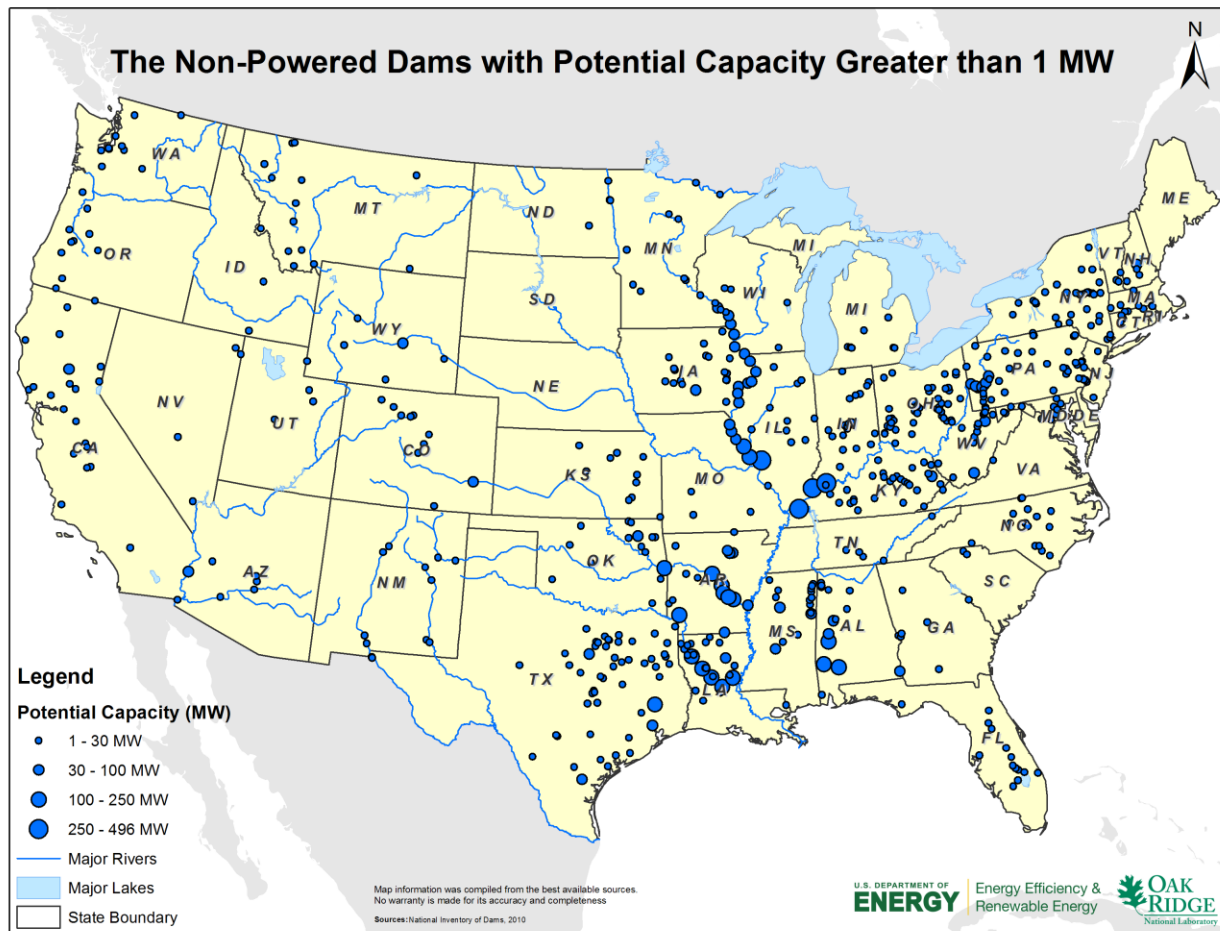 The Non-Powered Dams with Potential Capacity Greater than 1 MW
N
WA
MT
ND
MN
ME
OR
ID
SD
WI
MI
VT
NH
NY
MA
CT
RI
WY
MI
IA
PA
NJ
NE
NV
UT
IL
IN
OH
MD
DE
CA
CO
KS
MO
WV
VA
KY
NC
AZ
NM
OK
AR
TN
SC
MS
AL
GA
TX
LA
FL
Legend
Potential Capacity (MW)
1 - 30 MW
30 - 100 MW
100 - 250 MW
250 - 496 MW
Major Rivers
Major Lakes
State Boundary
Map information was compiled from the best available sources.
No warranty is made for its accuracy and completeness
Sources: National Inventory of Dams, 2010
U.S. DEPARTMENT OF
ENERGY
Energy Efficiency &
Renewable Energy
OAK
RIDGE
National Laboratory